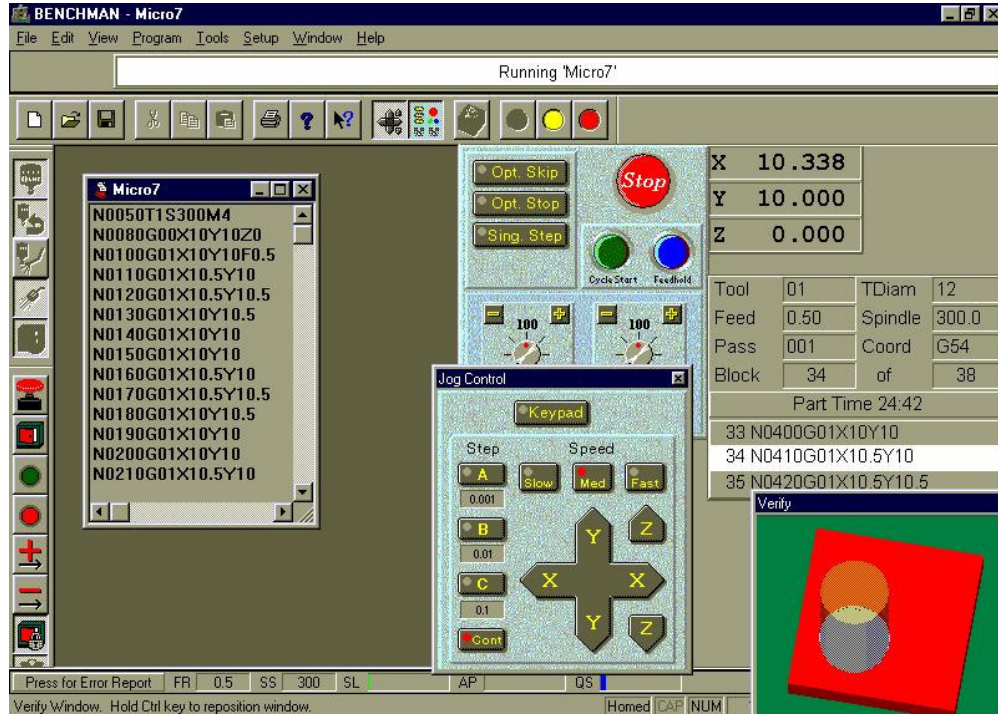 BENCHMAN - Micro7
File Edit View Program Tools Setup Window Help
Running 'Micro7'
Micro7
N0050T1S300M4
N0080G00X10Y10Z0
N0100G01X10Y10F0.5
N0110G01X10.5Y10
N0120G01X10.5Y10.5
N0130G01X10Y10.5
N0140G01X10Y10
N0150G01X10Y10
N0160G01X10.5Y10
N0170G01X10.5Y10.5
N0180G01X10Y10.5
N0190G01X10Y10
N0200G01X10Y10
N0210G01X10.5Y10
Opt. Skip
Opt. Stop
Sing. Step
Stop
Cycle Start Feedhold
100 100
X 10.338
Y 10.000
Z 0.000
Tool 01 TDiam 12
Feed 0.50 Spindle 300.0
Pass 001 Coord G54
Block 34 of 38
Part Time 24:42
33 N0400G01X10Y10
34 N0410G01X10.5Y10
35 N0420G01X10.5Y10.5
Jog Control
Keypad
Step Speed
A Slow Med Fast
0.001
B
0.01
C
0.1
Cont
Y Z
X X
Y Z
Verify
Press for Error Report FR 0.5 SS 300 SL AP QS
Verify Window. Hold Ctrl key to reposition window. Homed CAP NUM